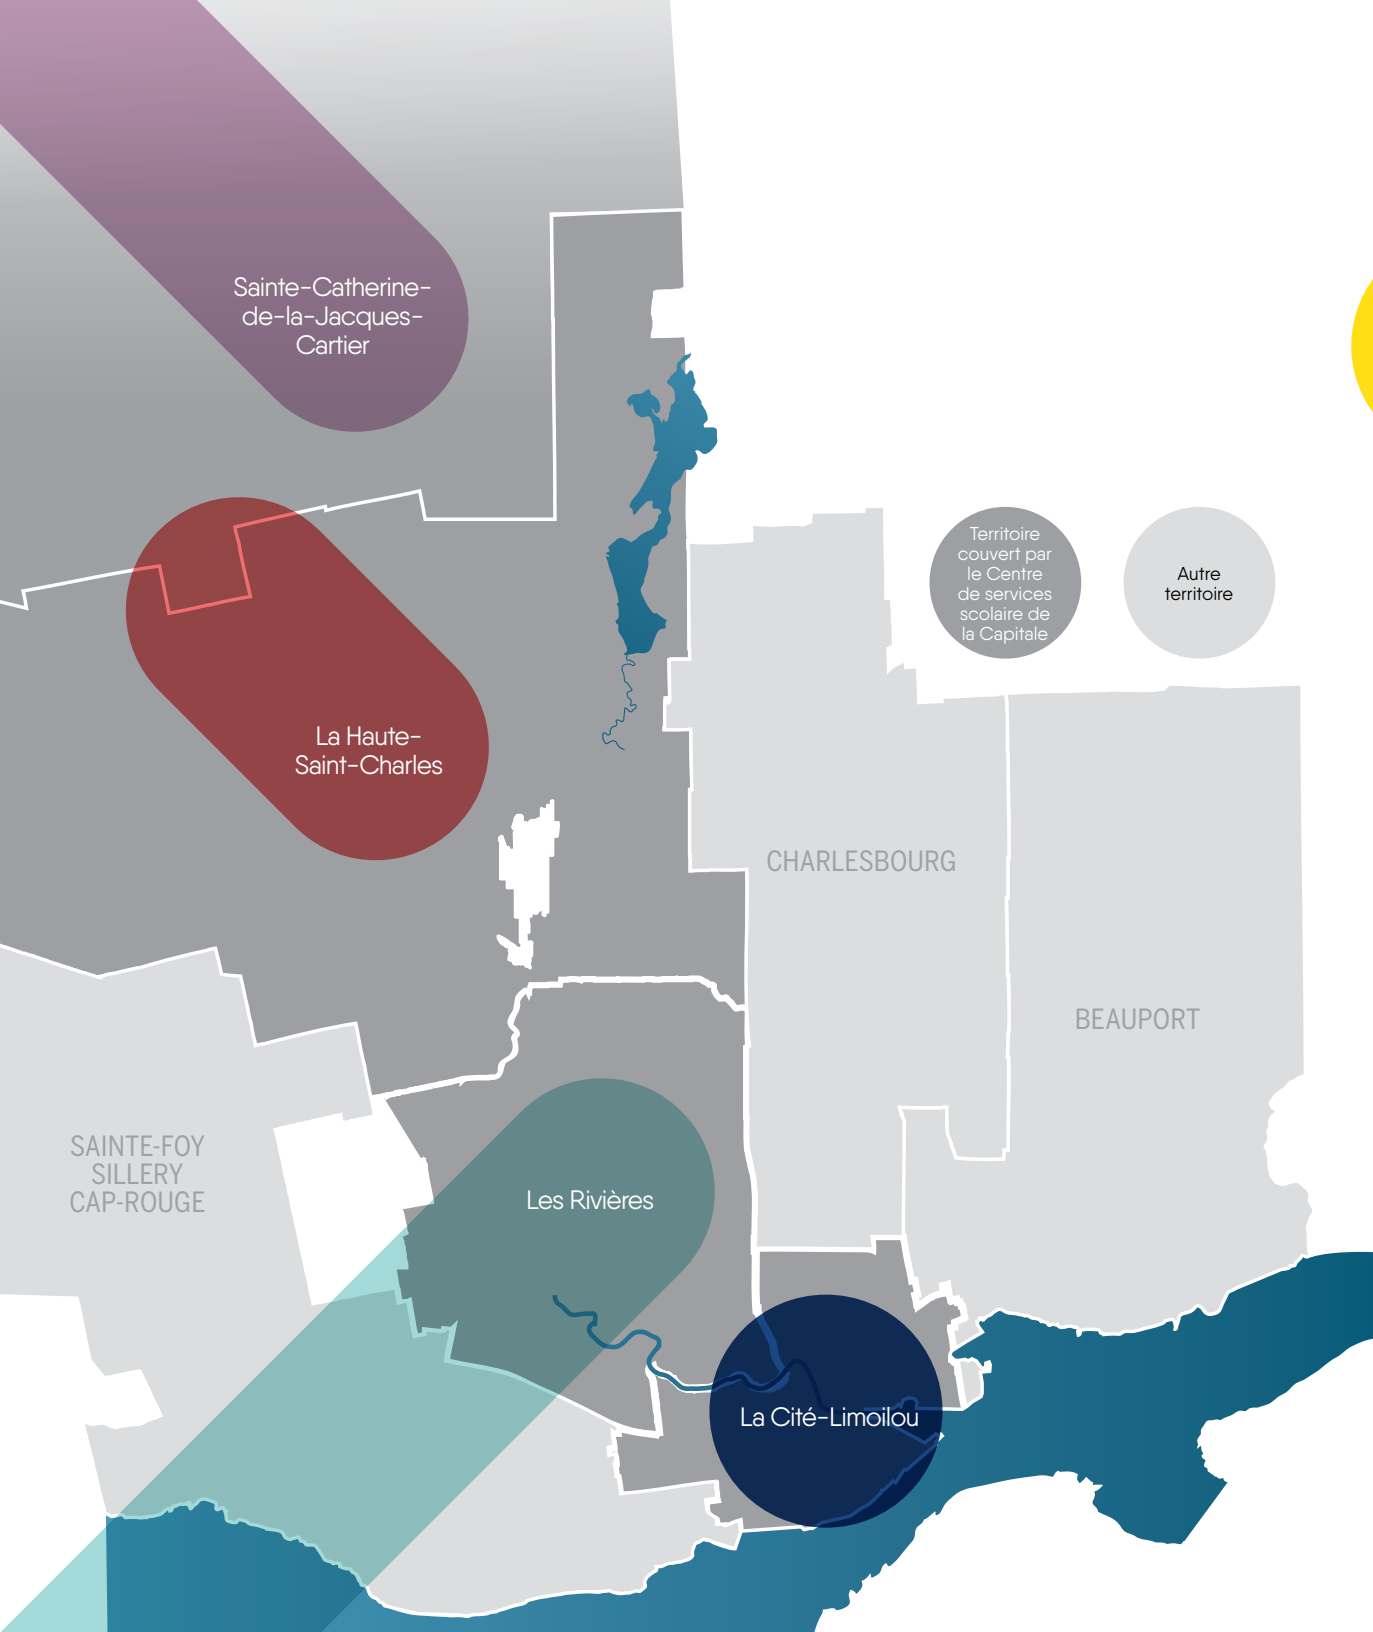 Sainte-Catherine-
de-la-Jacques-
Cartier
Territoire
couvert par
le Centre
de services
scolaire de
la Capitale
Autre
territoire
La Haute-
Saint-Charles
CHARLESBOURG
BEAUPORT
SAINTE-FOY
SILLERY
CAP-ROUGE
Les Rivières
La Cité-Limoilou